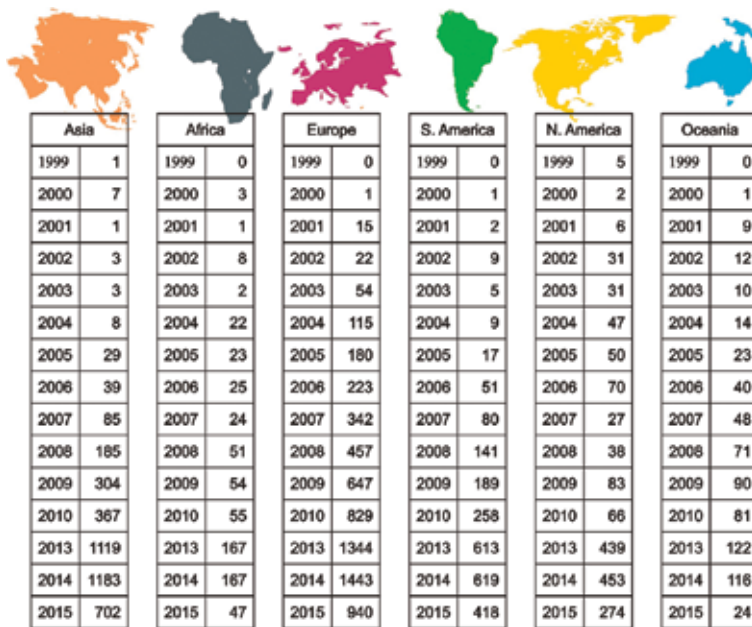 Asia Africa Europe S. America N. America Oceania
1999 1 1999 0 1999 0 1999 0 1999 5 1999 0
2000 7 2000 3 2000 1 2000 1 2000 2 2000 1
2001 1 2001 1 2001 15 2001 2 2001 6 2001 9
2002 3 2002 8 2002 22 2002 9 2002 31 2002 12
2003 3 2003 2 2003 54 2003 5 2003 31 2003 10
2004 8 2004 22 2004 115 2004 9 2004 47 2004 14
2005 29 2005 23 2005 180 2005 17 2005 50 2005 23
2006 39 2006 25 2006 223 2006 51 2006 70 2006 40
2007 85 2007 24 2007 342 2007 80 2007 27 2007 48
2008 185 2008 51 2008 457 2008 141 2008 38 2008 71
2009 304 2009 54 2009 647 2009 189 2009 83 2009 90
2010 367 2010 55 2010 829 2010 258 2010 66 2010 81
2013 1119 2013 167 2013 1344 2013 613 2013 439 2013 122
2014 1183 2014 167 2014 1443 2014 619 2014 453 2014 116
2015 702 2015 47 2015 940 2015 418 2015 274 2015 24